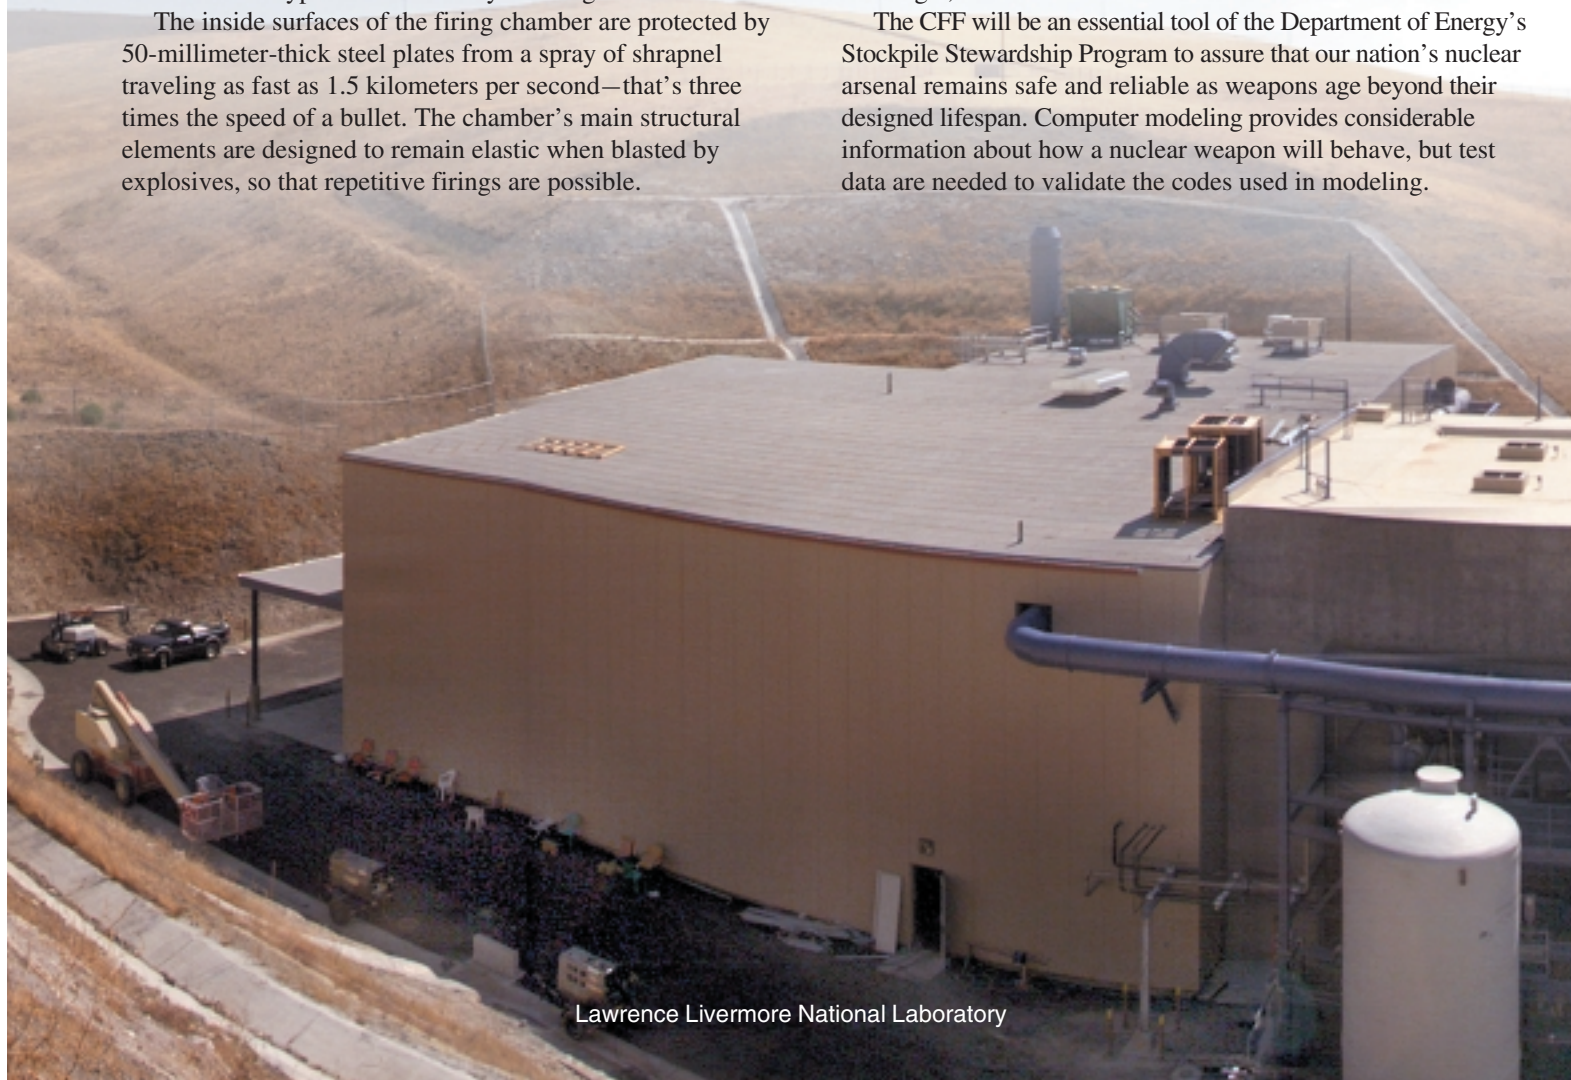 The inside surfaces of the firing chamber are protected by
50-millimeter-thick steel plates from a spray of shrapnel
traveling as fast as 1.5 kilometers per second—that's three
times the speed of a bullet. The chamber's main structural
elements are designed to remain elastic when blasted by
explosives, so that repetitive firings are possible.
The CFF will be an essential tool of the Department of Energy's
Stockpile Stewardship Program to assure that our nation's nuclear
arsenal remains safe and reliable as weapons age beyond their
designed lifespan. Computer modeling provides considerable
information about how a nuclear weapon will behave, but test
data are needed to validate the codes used in modeling.
Lawrence Livermore National Laboratory